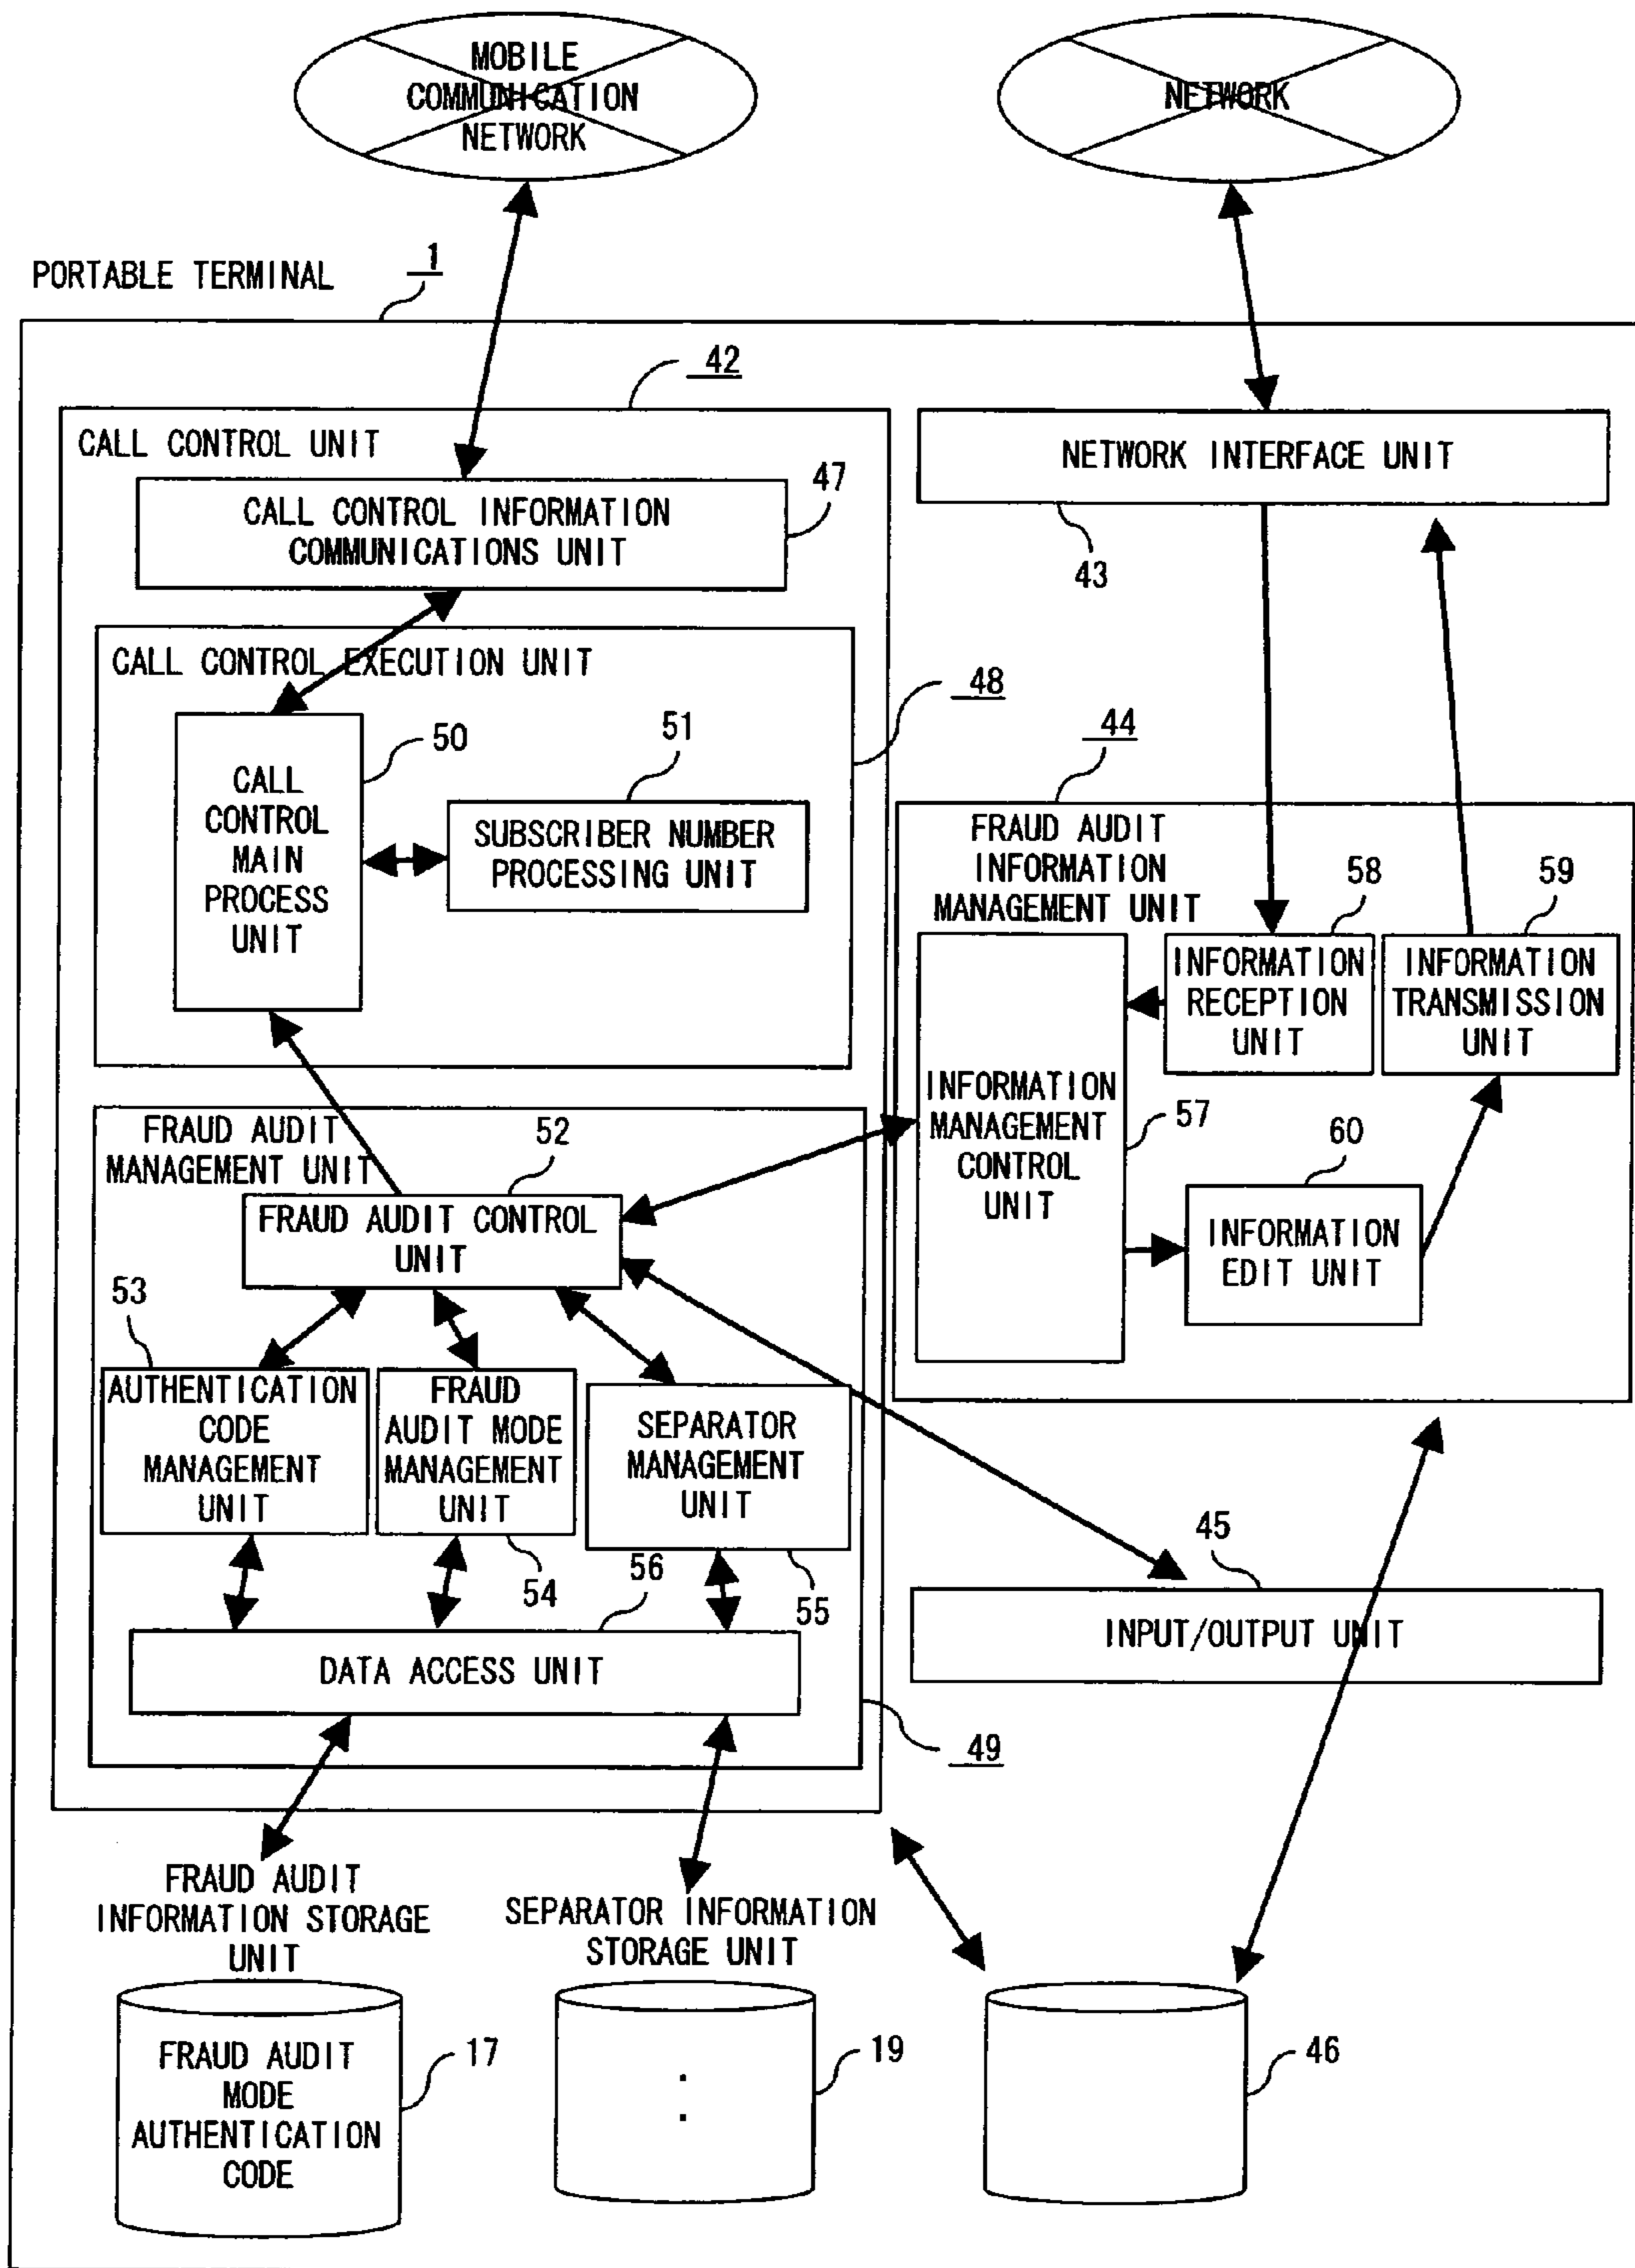 MOBILE
COMMUNICATION
NETWORK
NETWORK
PORTABLE TERMINAL
1
42
CALL CONTROL UNIT
47
CALL CONTROL INFORMATION
COMMUNICATIONS UNIT
NETWORK INTERFACE UNIT
43
CALL CONTROL EXECUTION UNIT
48
50
51
CALL
CONTROL
MAIN
PROCESS
UNIT
SUBSCRIBER NUMBER
PROCESSING UNIT
44
FRAUD AUDIT
INFORMATION
MANAGEMENT UNIT
58
59
INFORMATION
RECEPTION
UNIT
INFORMATION
TRANSMISSION
UNIT
INFORMATION
MANAGEMENT
CONTROL
UNIT
57
60
INFORMATION
EDIT UNIT
FRAUD AUDIT
MANAGEMENT UNIT
52
FRAUD AUDIT CONTROL
UNIT
53
AUTHENTICATION
CODE
MANAGEMENT
UNIT
FRAUD
AUDIT MODE
MANAGEMENT
UNIT
54
SEPARATOR
MANAGEMENT
UNIT
55
56
DATA ACCESS UNIT
45
INPUT/OUTPUT UNIT
49
FRAUD AUDIT
INFORMATION STORAGE
UNIT
SEPARATOR INFORMATION
STORAGE UNIT
FRAUD AUDIT
MODE
AUTHENTICATION
CODE
17
:
19
46